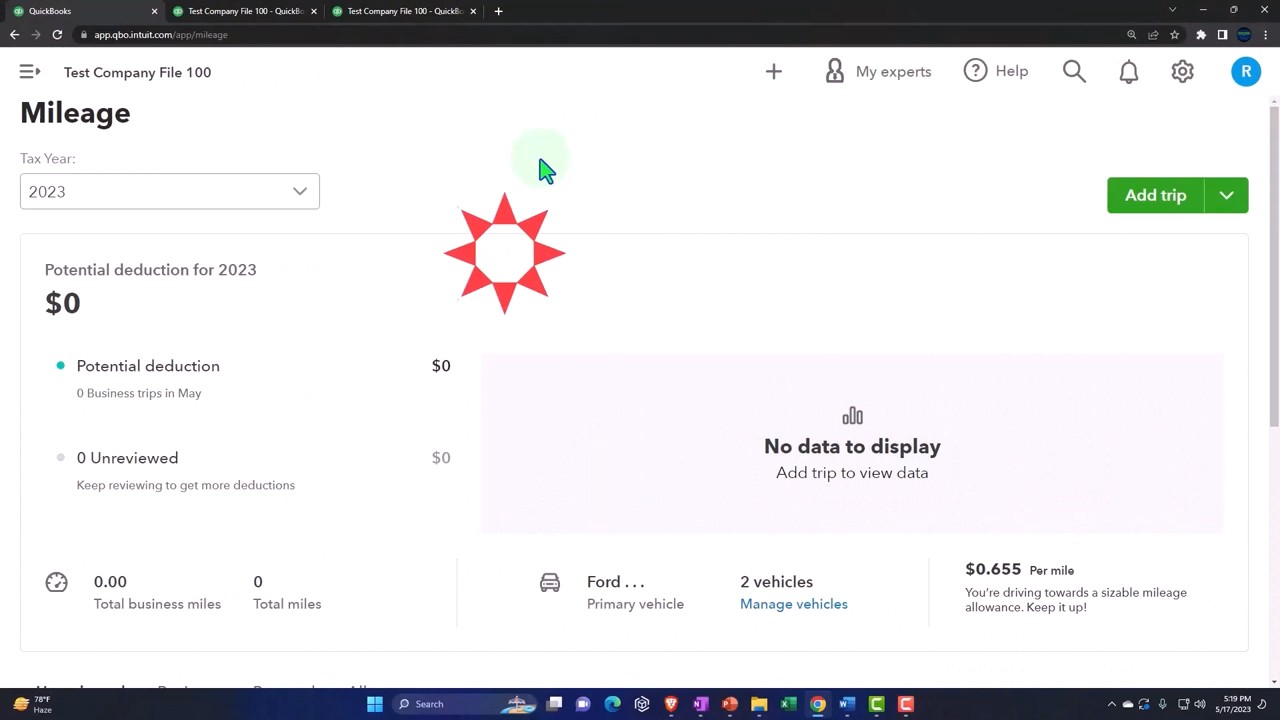 QuickBooks
Test Company File 100 - QuickBo
Test Company File 100 - QuickBo
app.qbo.intuit.com/app/mileage
Test Company File 100
My experts
Help
R
Mileage
Tax Year:
2023
Add trip
Potential deduction for 2023
$0
Potential deduction $0
0 Business trips in May
0 Unreviewed $0
Keep reviewing to get more deductions
No data to display
Add trip to view data
0.00
Total business miles
0
Total miles
Ford . . .
Primary vehicle
2 vehicles
Manage vehicles
$0.655 Per mile
You're driving towards a sizable mileage
allowance. Keep it up!
78°F
Haze
Search
5:19 PM
5/17/2023